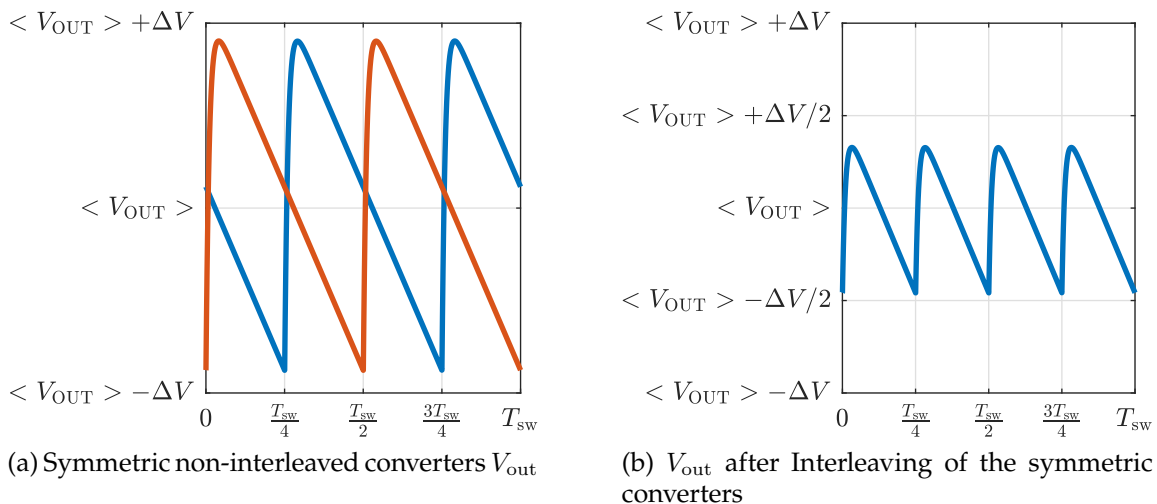 < V_OUT > +ΔV
< V_OUT >
< V_OUT > −ΔV
0 T_sw/4 T_sw/2 3T_sw/4 T_sw
(a) Symmetric non-interleaved converters V_out
< V_OUT > +ΔV
< V_OUT > +ΔV/2
< V_OUT >
< V_OUT > −ΔV/2
< V_OUT > −ΔV
0 T_sw/4 T_sw/2 3T_sw/4 T_sw
(b) V_out after Interleaving of the symmetric
converters